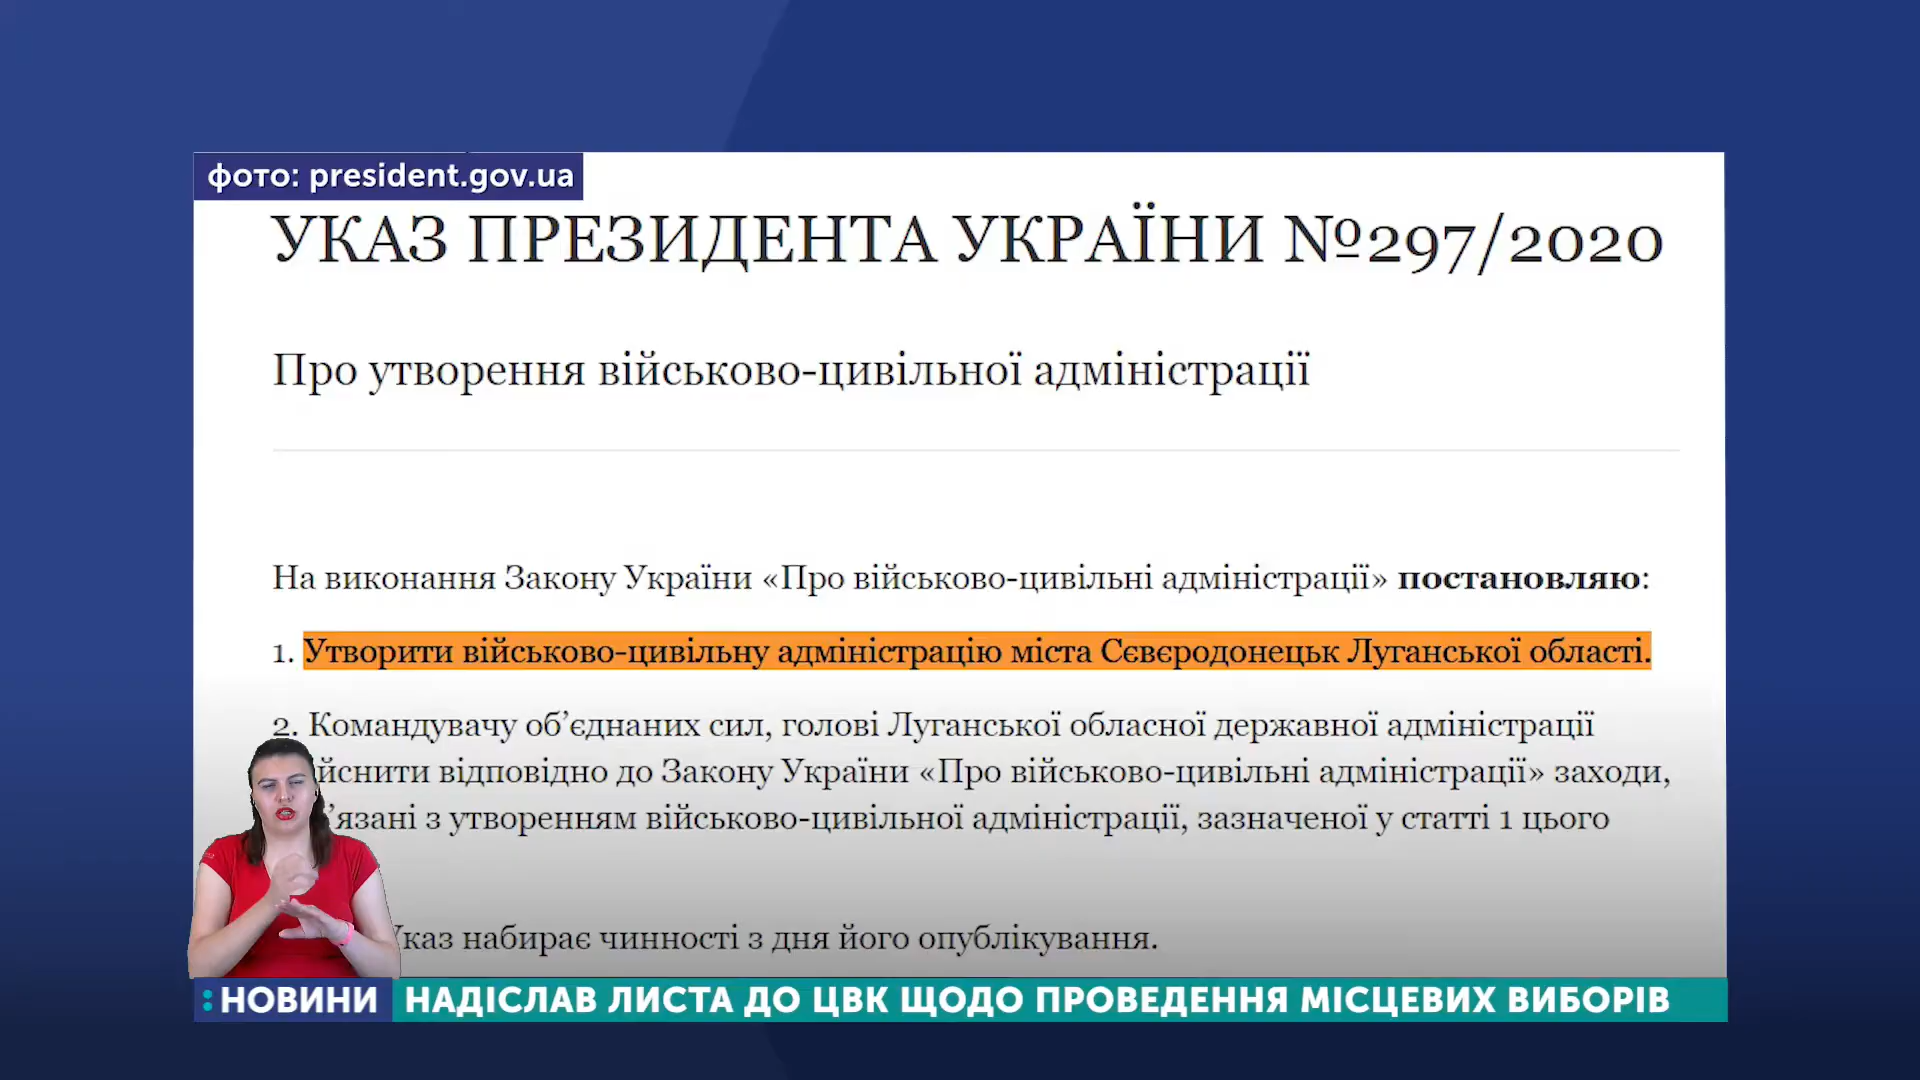 фото: president.gov.ua
УКАЗ ПРЕЗИДЕНТА УКРАЇНИ №297/2020
Про утворення військово-цивільної адміністрації
На виконання Закону України «Про військово-цивільні адміністрації» постановляю:
1. Утворити військово-цивільну адміністрацію міста Сєвєродонецьк Луганської області.
2. Командувачу об’єднаних сил, голові Луганської обласної державної адміністрації
йснити відповідно до Закону України «Про військово-цивільні адміністрації» заходи,
’язані з утворенням військово-цивільної адміністрації, зазначеної у статті 1 цього
Указ набирає чинності з дня його опублікування.
НОВИНИ НАДІСЛАВ ЛИСТА ДО ЦВК ЩОДО ПРОВЕДЕННЯ МІСЦЕВИХ ВИБОРІВ